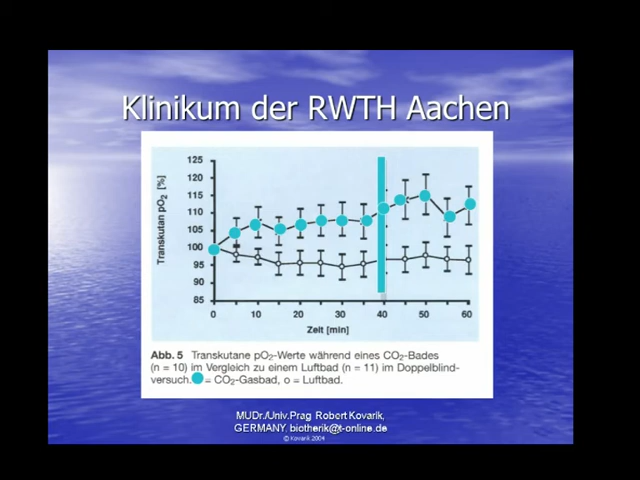 Klinikum der RWTH Aachen
Transkutan pO₂ [%]
125
120
115
110
105
100
95
90
85
0
10
20
30
40
50
60
Zeit [min]
Abb. 5 Transkutane pO₂-Werte während eines CO₂-Bades
(n = 10) im Vergleich zu einem Luftbad (n = 11) im Doppelblind-
versuch. = CO₂-Gasbad, o = Luftbad.
MUDr./Univ.Prag Robert Kovarik,
GERMANY. biotherik@t-online.de
© Kovarik 2004